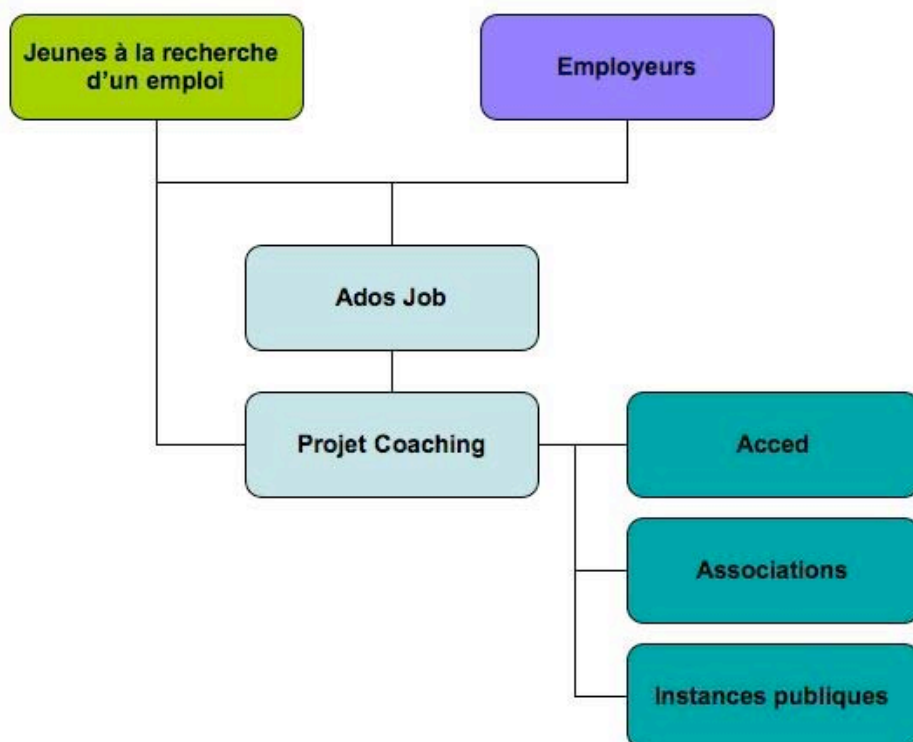 Jeunes à la recherche
d'un emploi
Employeurs
Ados Job
Projet Coaching
Acced
Associations
Instances publiques